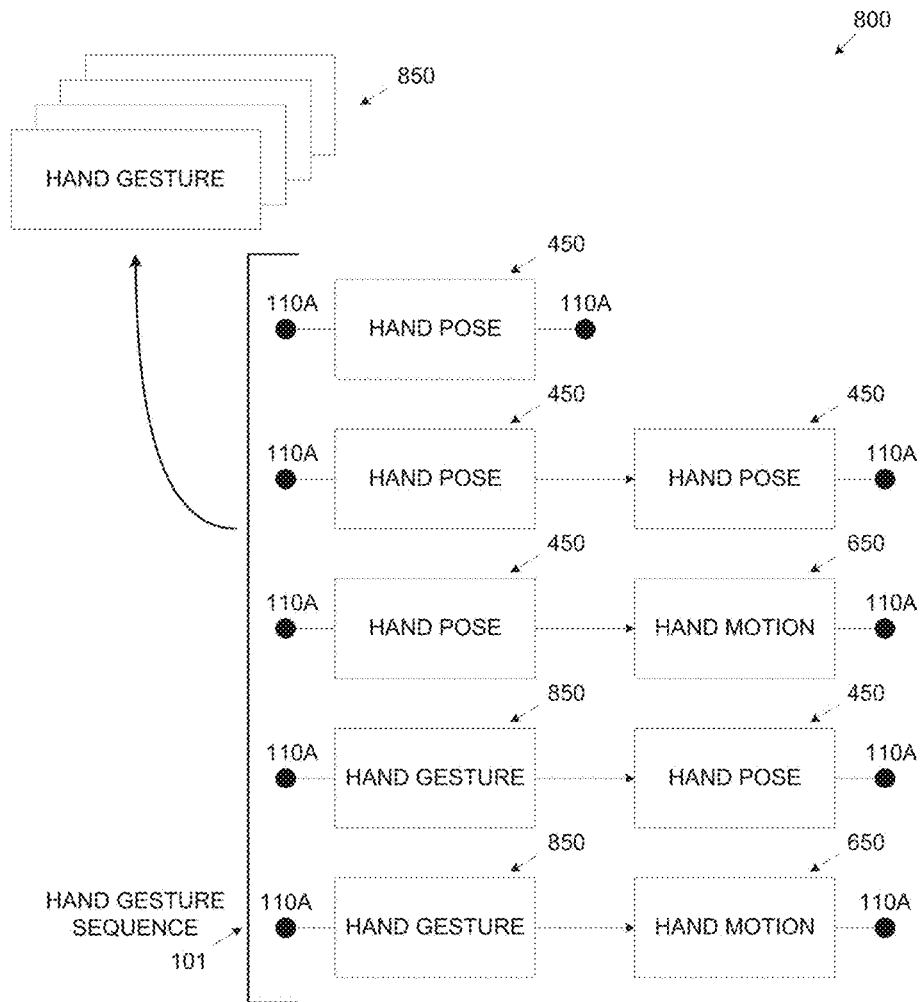 800
850
HAND GESTURE
450
110A
HAND POSE
110A
450
450
110A
HAND POSE
HAND POSE
110A
450
650
110A
HAND POSE
HAND MOTION
110A
850
450
110A
HAND GESTURE
HAND POSE
110A
850
650
HAND GESTURE
SEQUENCE
101
110A
HAND GESTURE
HAND MOTION
110A